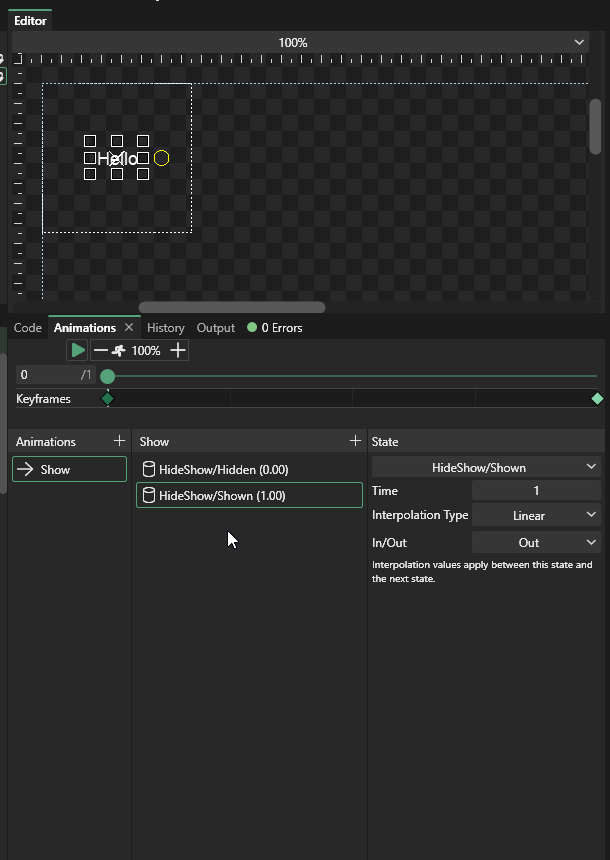 Editor
100%
Hello
Code Animations History Output 0 Errors
100%
0 /1
Keyframes
Animations
Show
Show
HideShow/Hidden (0.00)
HideShow/Shown (1.00)
State
HideShow/Shown
Time 1
Interpolation Type Linear
In/Out Out
Interpolation values apply between this state and
the next state.